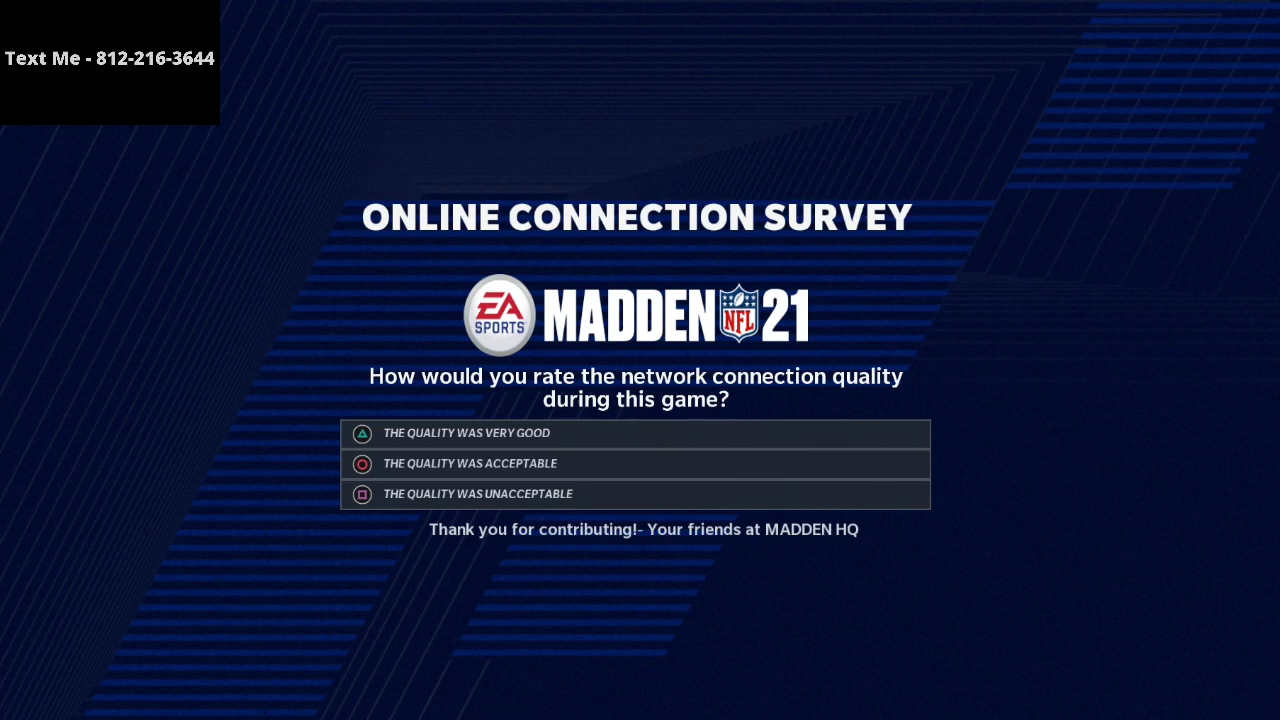 Text Me - 812-216-3644
ONLINE CONNECTION SURVEY
EA SPORTS MADDEN NFL 21
How would you rate the network connection quality
during this game?
THE QUALITY WAS VERY GOOD
THE QUALITY WAS ACCEPTABLE
THE QUALITY WAS UNACCEPTABLE
Thank you for contributing!- Your friends at MADDEN HQ